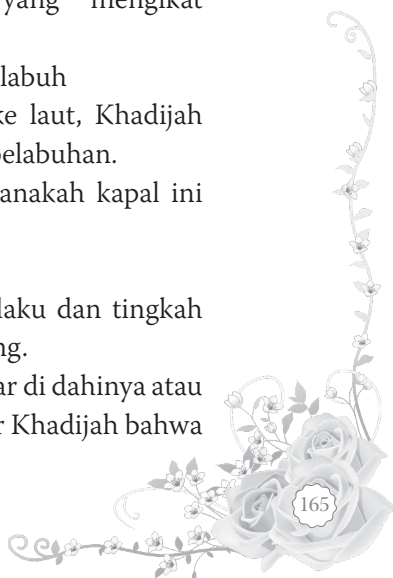 yang mengikat
labuh
ke laut, Khadijah
pelabuhan.
anakah kapal ini
laku dan tingkah
ng.
ar di dahinya atau
r Khadijah bahwa
165